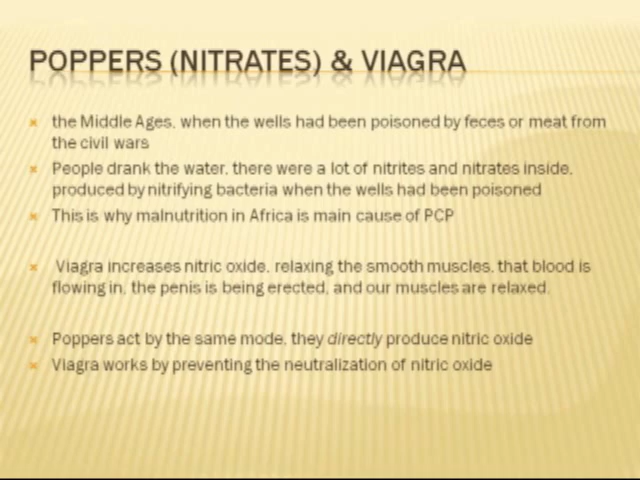 POPPERS (NITRATES) & VIAGRA
the Middle Ages, when the wells had been poisoned by feces or meat from
the civil wars
People drank the water, there were a lot of nitrites and nitrates inside,
produced by nitrifying bacteria when the wells had been poisoned
This is why malnutrition in Africa is main cause of PCP
Viagra increases nitric oxide, relaxing the smooth muscles, that blood is
flowing in, the penis is being erected, and our muscles are relaxed.
Poppers act by the same mode, they directly produce nitric oxide
Viagra works by preventing the neutralization of nitric oxide